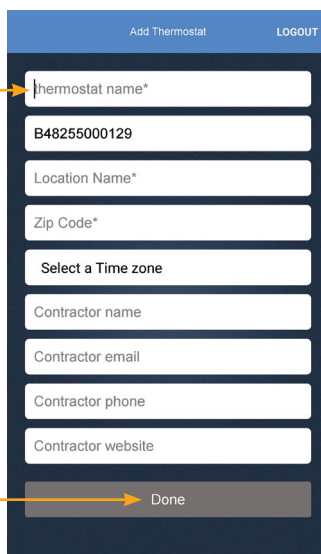 Add Thermostat LOGOUT
thermostat name*
B48255000129
Location Name*
Zip Code*
Select a Time zone
Contractor name
Contractor email
Contractor phone
Contractor website
Done